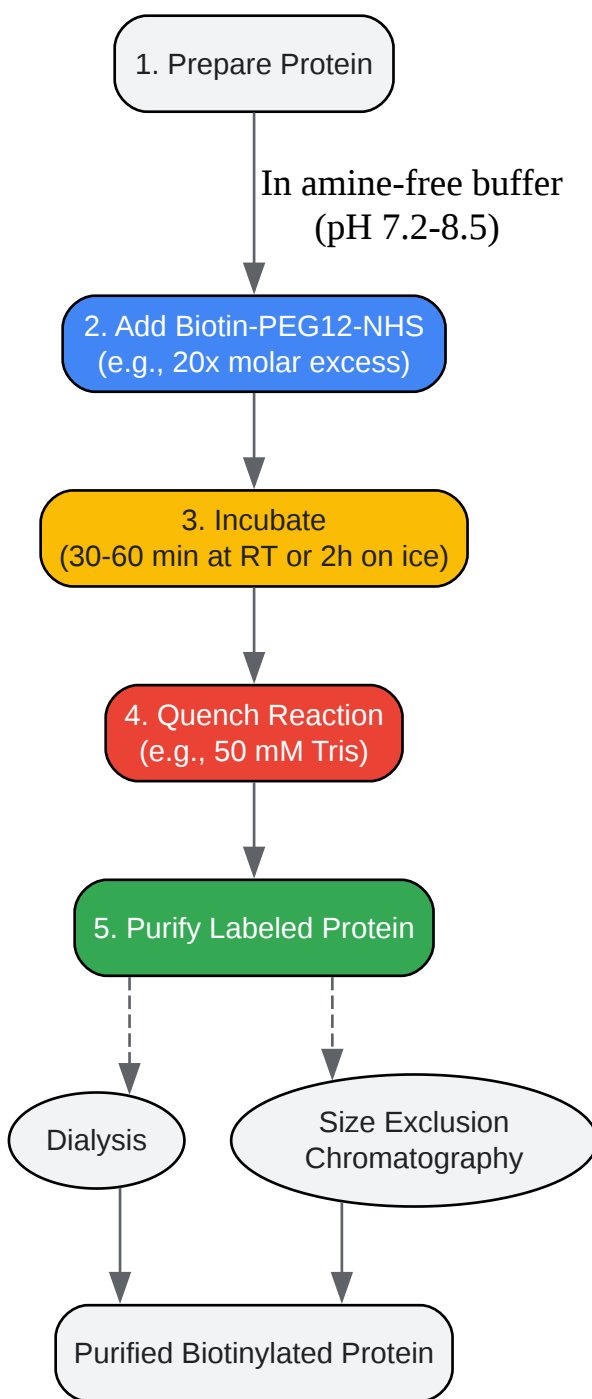 1. Prepare Protein
In amine-free buffer
(pH 7.2-8.5)
2. Add Biotin-PEG12-NHS
(e.g., 20x molar excess)
3. Incubate
(30-60 min at RT or 2h on ice)
4. Quench Reaction
(e.g., 50 mM Tris)
5. Purify Labeled Protein
Dialysis
Size Exclusion
Chromatography
Purified Biotinylated Protein